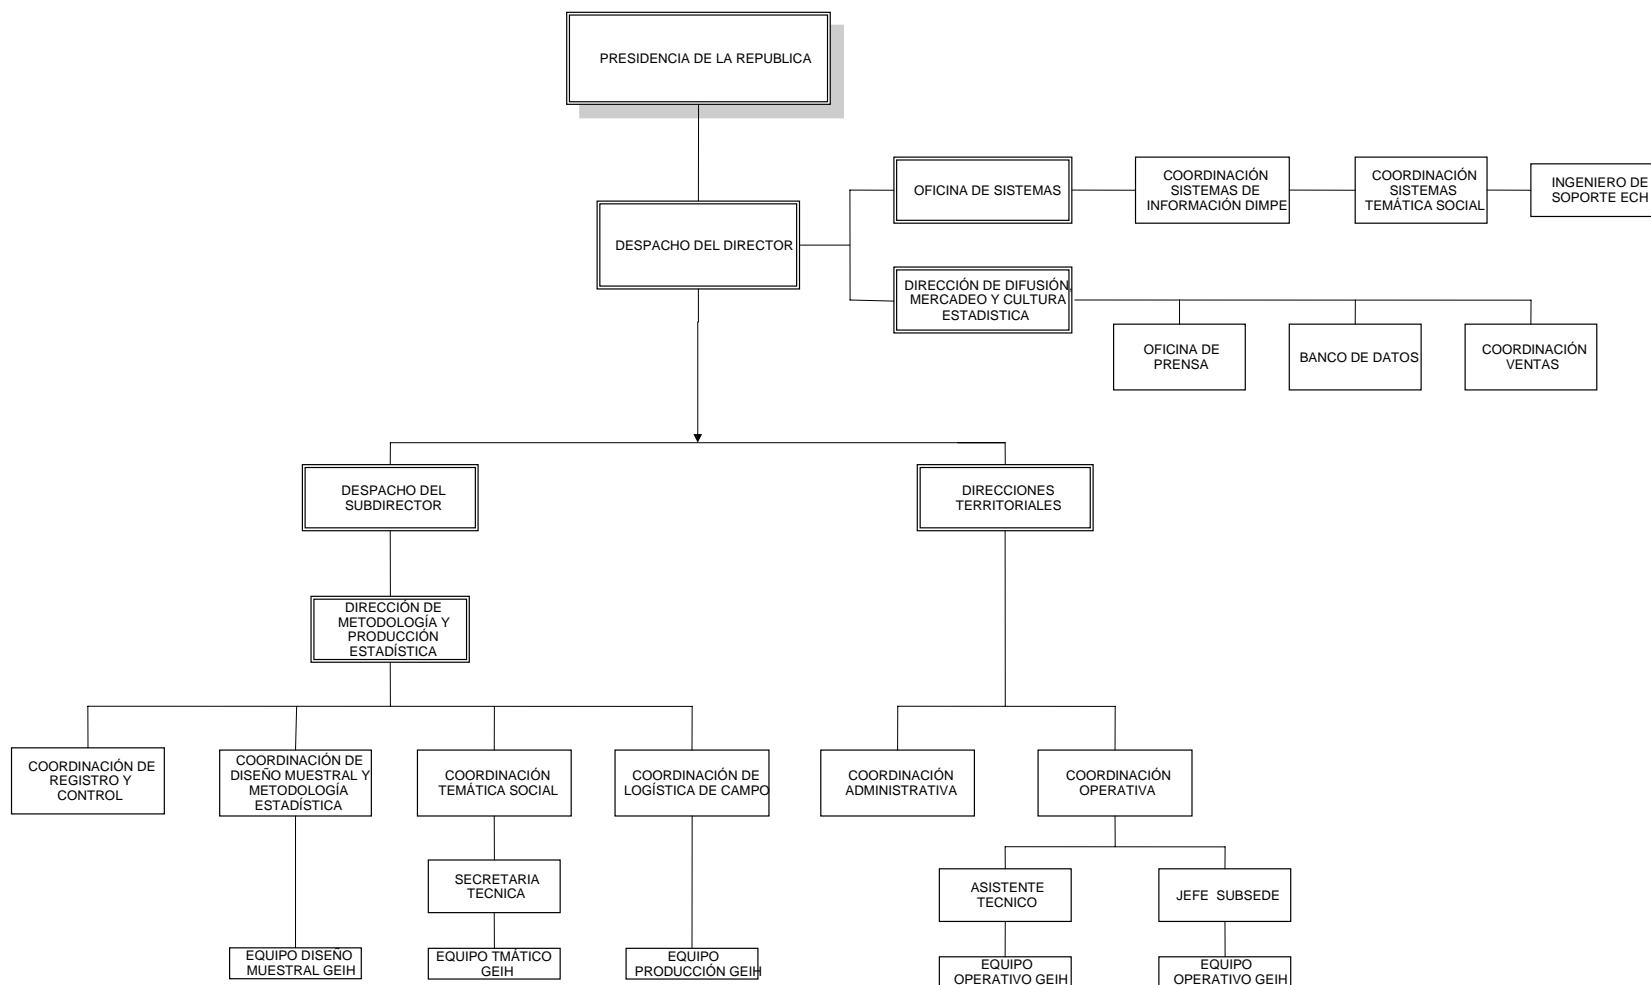 PRESIDENCIA DE LA REPUBLICA
OFICINA DE SISTEMAS
COORDINACIÓN
SISTEMAS DE
INFORMACIÓN DIMPE
COORDINACIÓN
SISTEMAS
TEMÁTICA SOCIAL
INGENIERO DE
SOPORTE ECH
DESPACHO DEL DIRECTOR
DIRECCIÓN DE DIFUSIÓN,
MERCADEO Y CULTURA
ESTADISTICA
OFICINA DE
PRENSA
BANCO DE DATOS
COORDINACIÓN
VENTAS
DESPACHO DEL
SUBDIRECTOR
DIRECCIONES
TERRITORIALES
DIRECCIÓN DE
METODOLOGÍA Y
PRODUCCIÓN
ESTADÍSTICA
COORDINACIÓN DE
REGISTRO Y
CONTROL
COORDINACIÓN DE
DISEÑO MUESTRAL Y
METODOLOGÍA
ESTADÍSTICA
COORDINACIÓN
TEMÁTICA SOCIAL
COORDINACIÓN DE
LOGÍSTICA DE CAMPO
COORDINACIÓN
ADMINISTRATIVA
COORDINACIÓN
OPERATIVA
SECRETARIA
TECNICA
ASISTENTE
TECNICO
JEFE  SUBSEDE
EQUIPO DISEÑO
MUESTRAL GEIH
EQUIPO TMÁTICO
GEIH
EQUIPO
PRODUCCIÓN GEIH
EQUIPO
OPERATIVO GEIH
EQUIPO
OPERATIVO GEIH